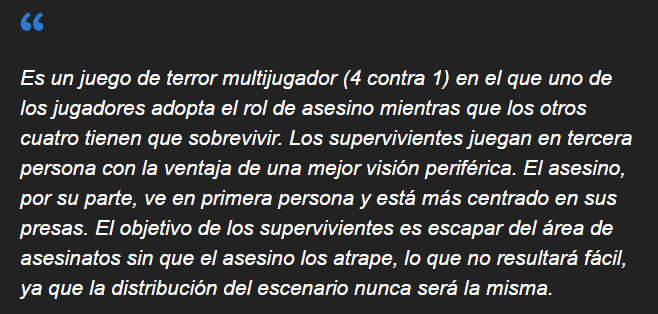 “
Es un juego de terror multijugador (4 contra 1) en el que uno de
los jugadores adopta el rol de asesino mientras que los otros
cuatro tienen que sobrevivir. Los supervivientes juegan en tercera
persona con la ventaja de una mejor visión periférica. El asesino,
por su parte, ve en primera persona y está más centrado en sus
presas. El objetivo de los supervivientes es escapar del área de
asesinatos sin que el asesino los atrape, lo que no resultará fácil,
ya que la distribución del escenario nunca será la misma.